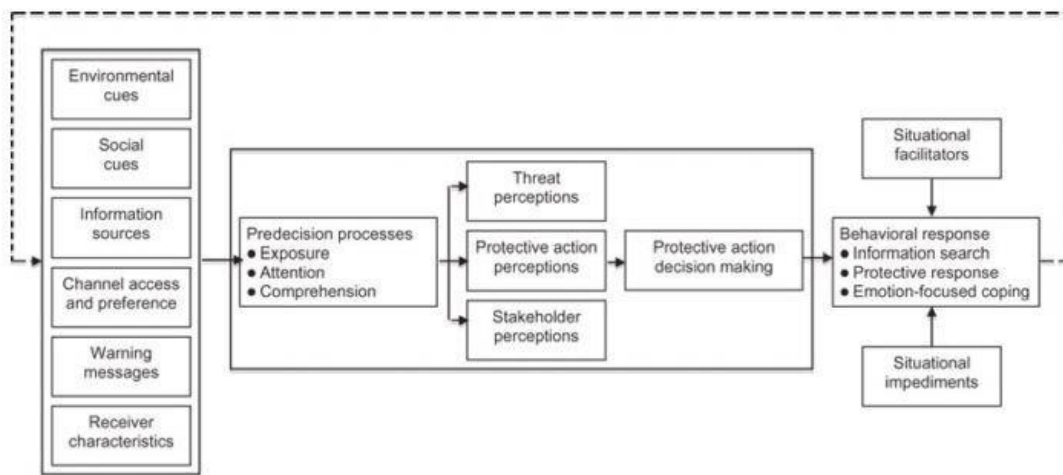 Environmental
cues
Social
cues
Information
sources
Channel access
and preference
Warning
messages
Receiver
characteristics
Predecision processes
● Exposure
● Attention
● Comprehension
Threat
perceptions
Protective action
perceptions
Stakeholder
perceptions
Protective action
decision making
Situational
facilitators
Behavioral response
● Information search
● Protective response
● Emotion-focused coping
Situational
impediments